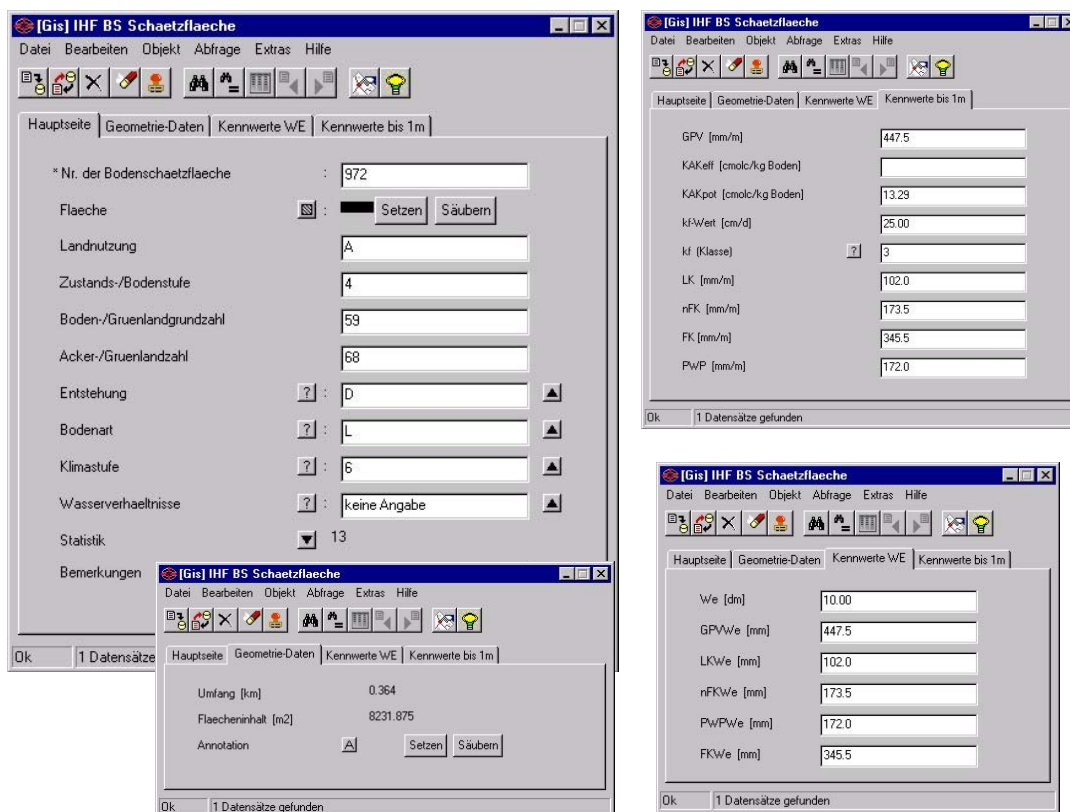 [Gis] IHF BS Schaetzflaeche
Datei Bearbeiten Objekt Abfrage Extras Hilfe
Hauptseite Geometrie-Daten Kennwerte WE Kennwerte bis 1m
* Nr. der Bodenschaetzflaeche : 972
Flaeche : Setzen Säubern
Landnutzung A
Zustands-/Bodenstufe 4
Boden-/Gruenlandgrundzahl 59
Acker-/Gruenlandzahl 68
Entstehung ? : D
Bodenart ? : L
Klimastufe ? : 6
Wasserverhaeltnisse ? : keine Angabe
Statistik 13
Bemerkungen
Ok 1 Datensätze
[Gis] IHF BS Schaetzflaeche
Datei Bearbeiten Objekt Abfrage Extras Hilfe
Hauptseite Geometrie-Daten Kennwerte WE Kennwerte bis 1m
Umfang [km] 0.364
Flaecheninhalt [m2] 8231.875
Annotation A Setzen Säubern
Ok 1 Datensätze gefunden
[Gis] IHF BS Schaetzflaeche
Datei Bearbeiten Objekt Abfrage Extras Hilfe
Hauptseite Geometrie-Daten Kennwerte WE Kennwerte bis 1m
GPV [mm/m] 447.5
KAKeff [cmolc/kg Boden]
KAKpot [cmolc/kg Boden] 13.29
kf-Wert [cm/d] 25.00
kf (Klasse) ? 3
LK [mm/m] 102.0
nFK [mm/m] 173.5
FK [mm/m] 345.5
PWP [mm/m] 172.0
Ok 1 Datensätze gefunden
[Gis] IHF BS Schaetzflaeche
Datei Bearbeiten Objekt Abfrage Extras Hilfe
Hauptseite Geometrie-Daten Kennwerte WE Kennwerte bis 1m
We [dm] 10.00
GPVWe [mm] 447.5
LKWe [mm] 102.0
nFKWe [mm] 173.5
PWPWe [mm] 172.0
FKWe [mm] 345.5
Ok 1 Datensätze gefunden